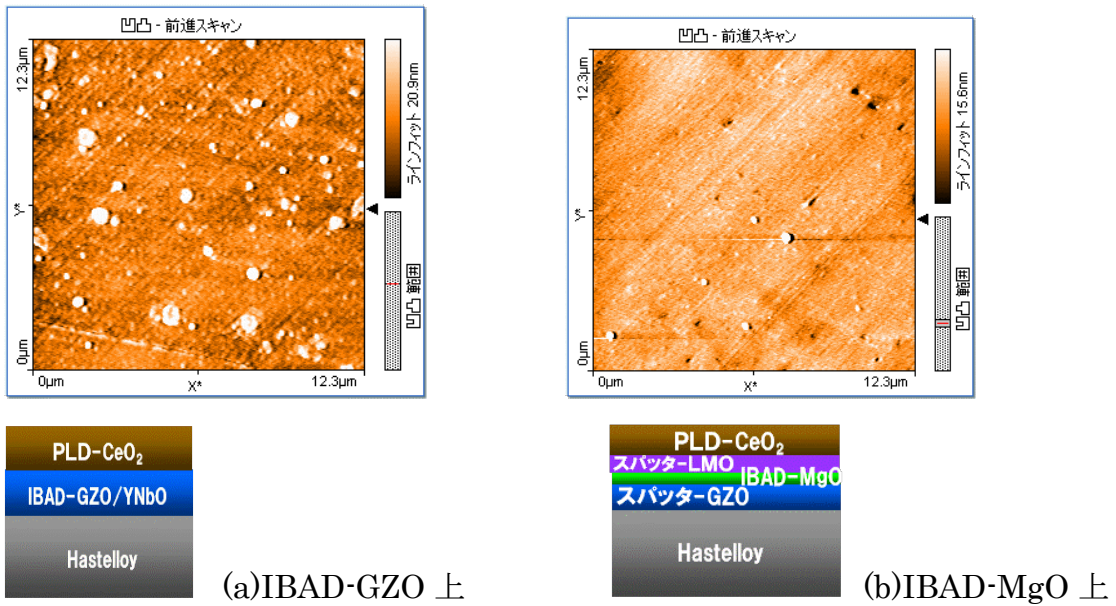 凹凸 - 前進スキャン
12.3µm
Y*
0µm
0µm
X*
12.3µm
ラインフィット 20.9nm
凹凸 範囲
凹凸 - 前進スキャン
12.3µm
Y*
0µm
0µm
X*
12.3µm
ラインフィット 15.6nm
凹凸 範囲
PLD-CeO₂
IBAD-GZO/YNbO
Hastelloy
(a)IBAD-GZO 上
PLD-CeO₂
スパッタ-LMO
IBAD-MgO
スパッタ-GZO
Hastelloy
(b)IBAD-MgO 上